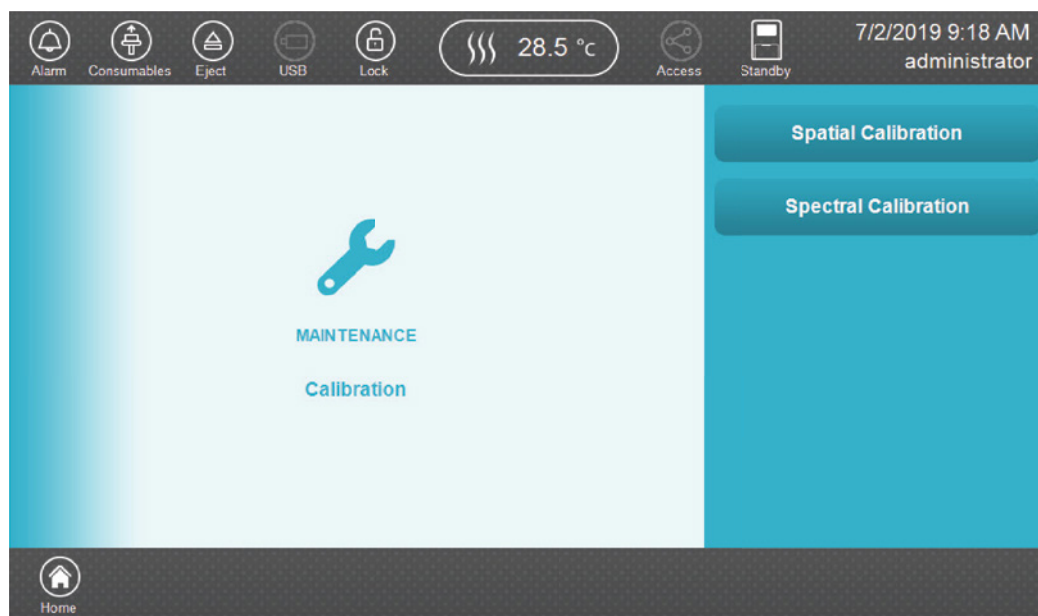 Alarm
Consumables
Eject
USB
Lock
28.5 °c
Access
Standby
7/2/2019 9:18 AM
administrator
MAINTENANCE
Calibration
Spatial Calibration
Spectral Calibration
Home